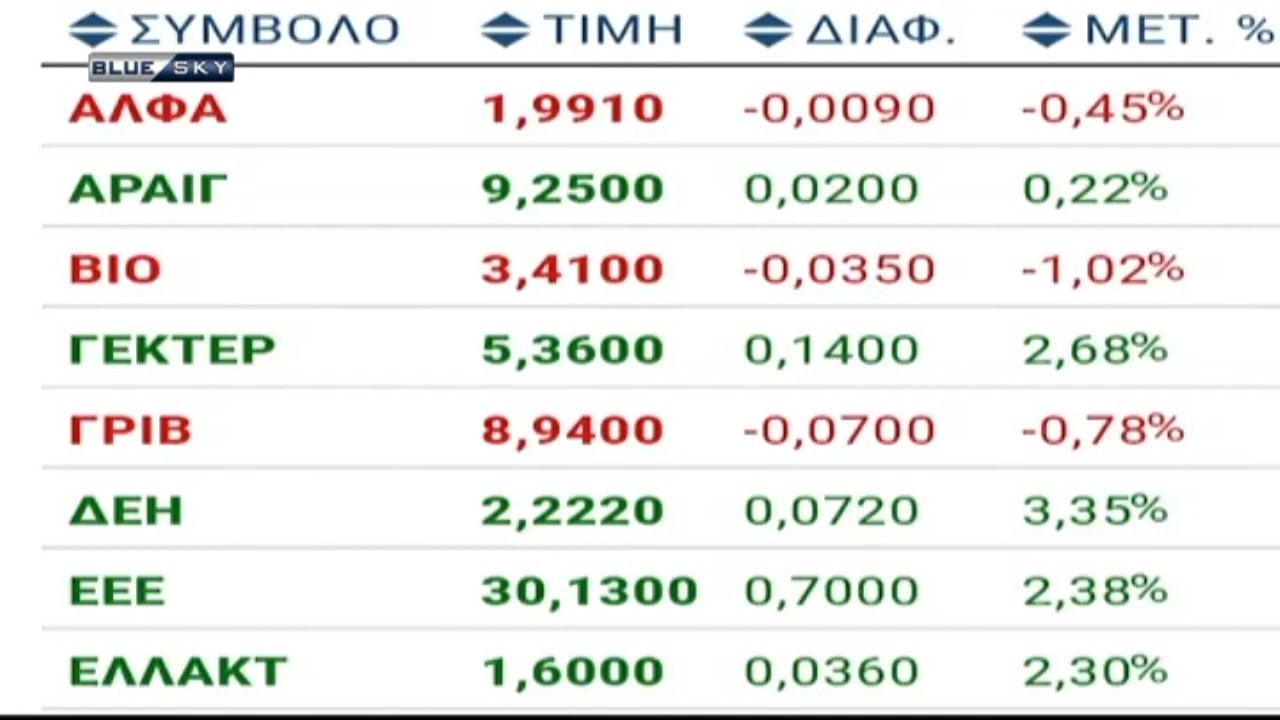 ΣΥΜΒΟΛΟ ΤΙΜΗ ΔΙΑΦ. ΜΕΤ. %
BLUE SKY
ΑΛΦΑ 1,9910 -0,0090 -0,45%
ΑΡΑΙΓ 9,2500 0,0200 0,22%
ΒΙΟ 3,4100 -0,0350 -1,02%
ΓΕΚΤΕΡ 5,3600 0,1400 2,68%
ΓΡΙΒ 8,9400 -0,0700 -0,78%
ΔΕΗ 2,2220 0,0720 3,35%
ΕΕΕ 30,1300 0,7000 2,38%
ΕΛΛΑΚΤ 1,6000 0,0360 2,30%